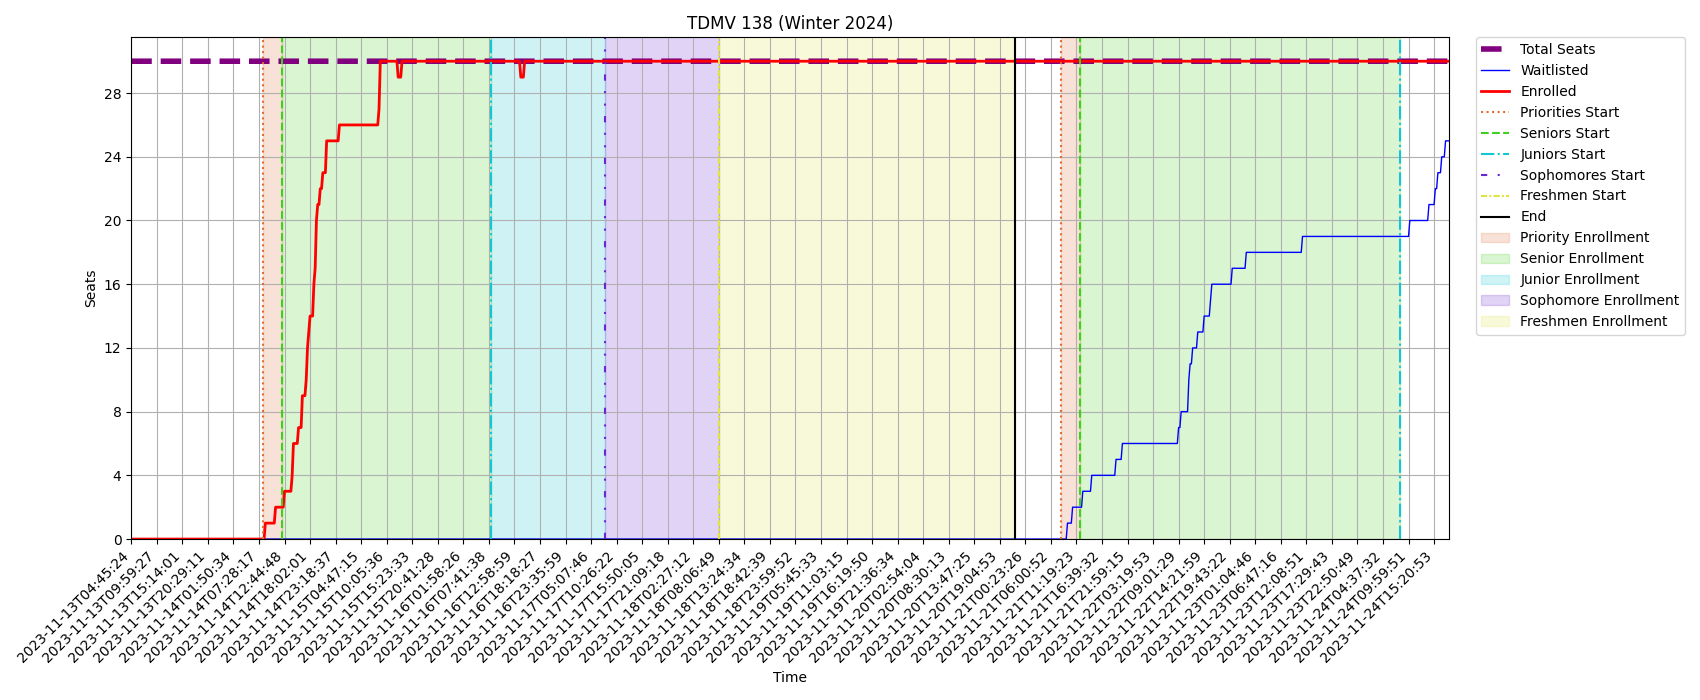 TDMV 138 (Winter 2024)
Seats
28
24
20
16
12
8
4
0
2023-11-13T04:45:24
2023-11-13T09:59:27
2023-11-13T15:14:01
2023-11-13T20:29:11
2023-11-14T01:50:34
2023-11-14T07:28:17
2023-11-14T12:44:48
2023-11-14T18:02:01
2023-11-14T23:18:37
2023-11-15T04:47:15
2023-11-15T10:05:36
2023-11-15T15:23:33
2023-11-15T20:41:28
2023-11-16T01:58:26
2023-11-16T07:41:38
2023-11-16T12:58:59
2023-11-16T18:18:27
2023-11-16T23:35:59
2023-11-17T05:07:46
2023-11-17T10:26:22
2023-11-17T15:50:05
2023-11-17T21:09:18
2023-11-18T02:27:12
2023-11-18T08:06:49
2023-11-18T13:24:34
2023-11-18T18:42:39
2023-11-18T23:59:52
2023-11-19T05:45:33
2023-11-19T11:03:15
2023-11-19T16:19:50
2023-11-19T21:36:34
2023-11-20T02:54:04
2023-11-20T08:30:13
2023-11-20T13:47:25
2023-11-20T19:04:53
2023-11-21T00:23:26
2023-11-21T06:00:52
2023-11-21T11:19:23
2023-11-21T16:39:32
2023-11-21T21:59:15
2023-11-22T03:19:53
2023-11-22T09:01:29
2023-11-22T14:21:59
2023-11-22T19:43:22
2023-11-23T01:04:46
2023-11-23T06:47:16
2023-11-23T12:08:51
2023-11-23T17:29:43
2023-11-23T22:50:49
2023-11-24T04:37:32
2023-11-24T09:59:51
2023-11-24T15:20:53
Time
Total Seats
Waitlisted
Enrolled
Priorities Start
Seniors Start
Juniors Start
Sophomores Start
Freshmen Start
End
Priority Enrollment
Senior Enrollment
Junior Enrollment
Sophomore Enrollment
Freshmen Enrollment